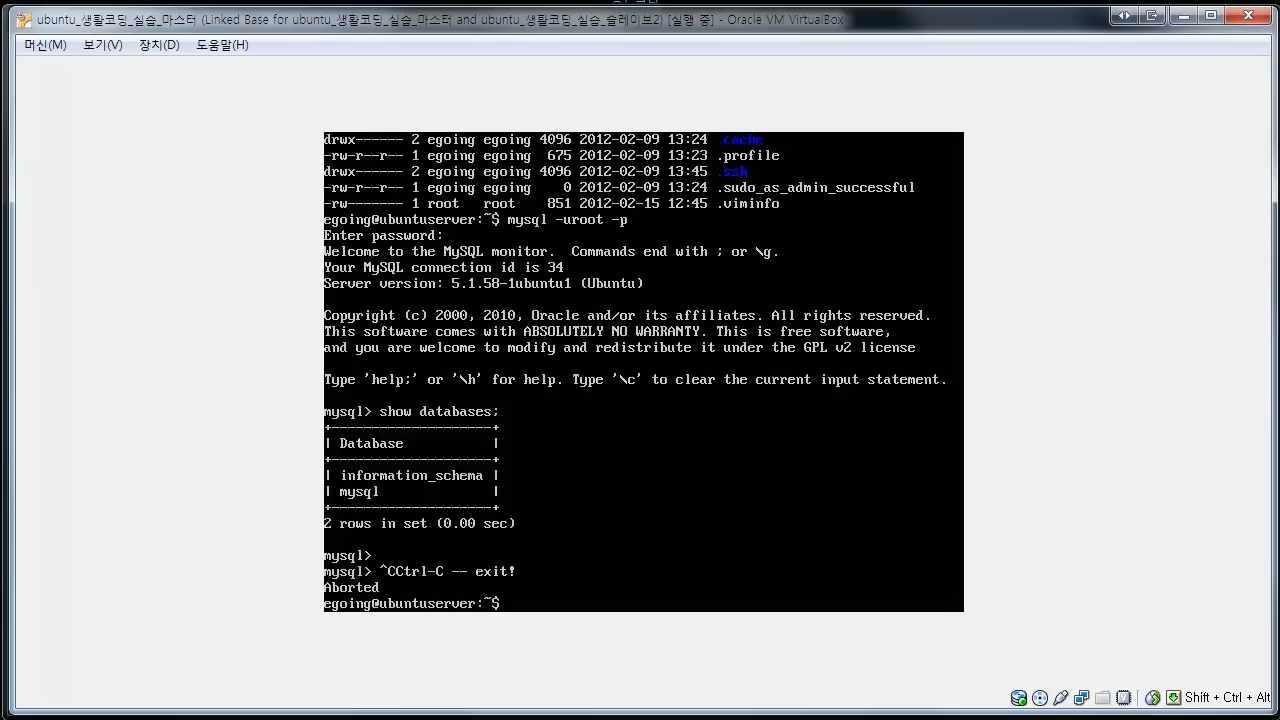 ubuntu_생활코딩_실습_마스터 (Linked Base for ubuntu_생활코딩_실습_마스터 and ubuntu_생활코딩_실습_슬레이브2) [실행 중] - Oracle VM VirtualBox
머신(M) 보기(V) 장치(D) 도움말(H)
drwx------ 2 egoing egoing 4096 2012-02-09 13:24 .cache
-rw-r--r-- 1 egoing egoing 675 2012-02-09 13:23 .profile
drwx------ 2 egoing egoing 4096 2012-02-09 13:45 .ssh
-rw-r--r-- 1 egoing egoing 0 2012-02-09 13:24 .sudo_as_admin_successful
-rw------- 1 root root 851 2012-02-15 12:45 .viminfo
egoing@ubuntuserver:~$ mysql -uroot -p
Enter password:
Welcome to the MySQL monitor. Commands end with ; or \g.
Your MySQL connection id is 34
Server version: 5.1.58-1ubuntu1 (Ubuntu)
Copyright (c) 2000, 2010, Oracle and/or its affiliates. All rights reserved.
This software comes with ABSOLUTELY NO WARRANTY. This is free software,
and you are welcome to modify and redistribute it under the GPL v2 license
Type 'help;' or '\h' for help. Type '\c' to clear the current input statement.
mysql> show databases;
+--------------------+
| Database |
+--------------------+
| information_schema |
| mysql |
+--------------------+
2 rows in set (0.00 sec)
mysql>
mysql> ^CCtrl-C -- exit!
Aborted
egoing@ubuntuserver:~$
Shift + Ctrl + Alt